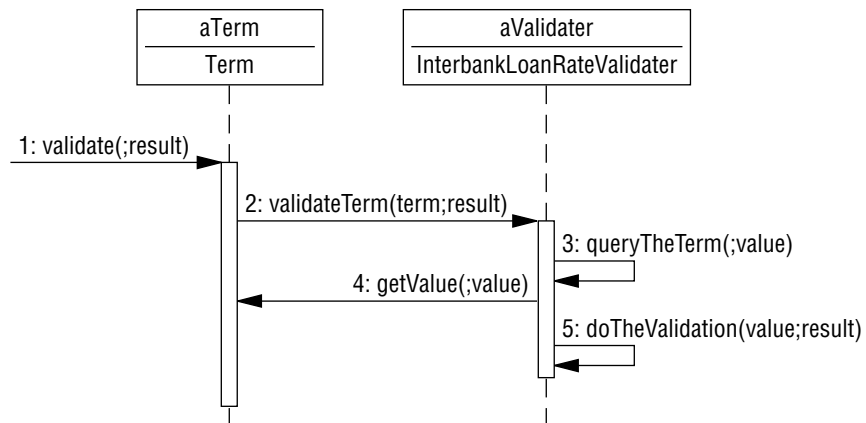 aTerm
Term
aValidater
InterbankLoanRateValidater
1: validate(;result)
2: validateTerm(term;result)
3: queryTheTerm(;value)
4: getValue(;value)
5: doTheValidation(value;result)